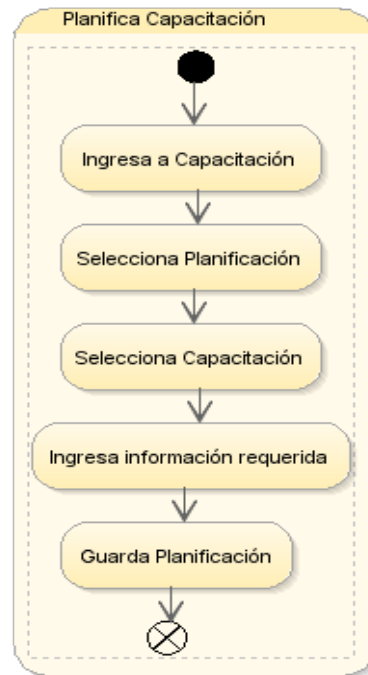 Planifica Capacitación
Ingresa a Capacitación
Selecciona Planificación
Selecciona Capacitación
Ingresa información requerida
Guarda Planificación